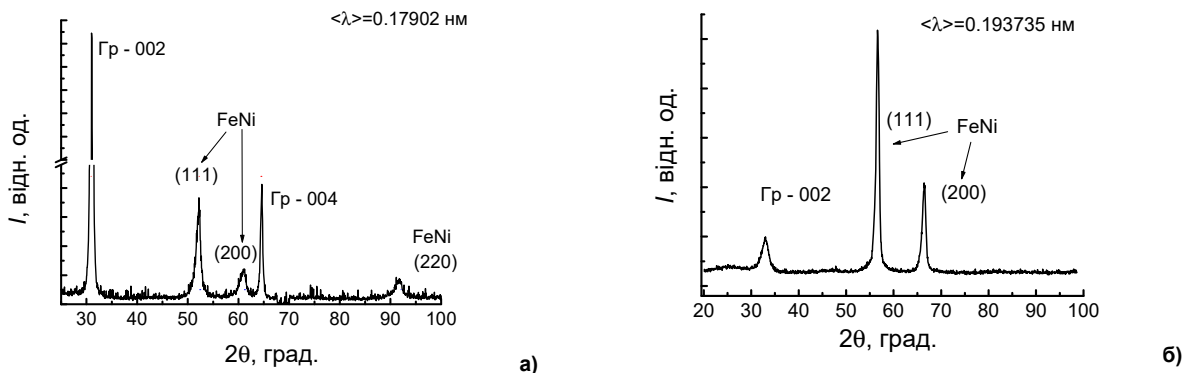 <λ>=0.17902 нм
Гр - 002
FeNi
(111)
(200)
Гр - 004
FeNi
(220)
I, відн. од.
30 40 50 60 70 80 90 100
2θ, град.
а)
<λ>=0.193735 нм
(111)
FeNi
(200)
Гр - 002
I, відн. од.
20 30 40 50 60 70 80 90 100
2θ, град.
б)